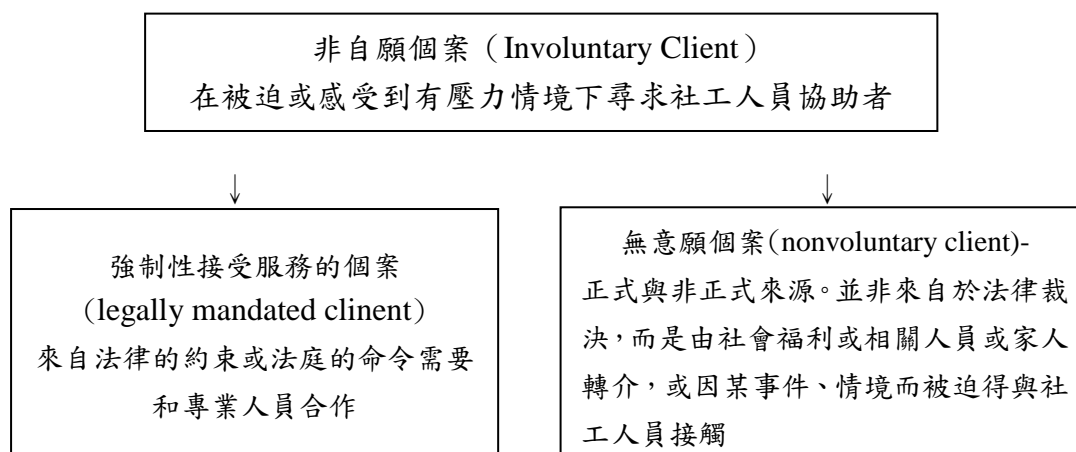 非自願個案（Involuntary Client）
在被迫或感受到有壓力情境下尋求社工人員協助者
強制性接受服務的個案
（legally mandated clinent）
來自法律的約束或法庭的命令需要
和專業人員合作
無意願個案(nonvoluntary client)-
正式與非正式來源。並非來自於法律裁
決，而是由社會福利或相關人員或家人
轉介，或因某事件、情境而被迫得與社
工人員接觸